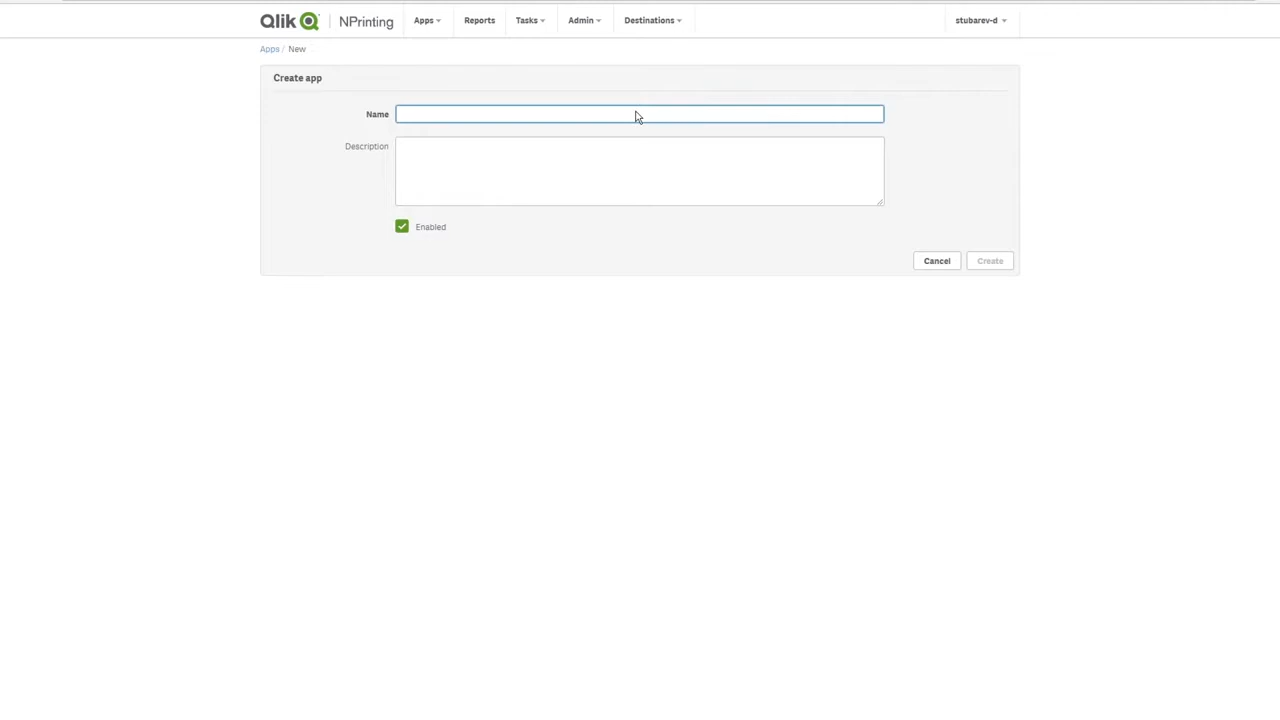 Qlik NPrinting Apps Reports Tasks Admin Destinations stubarev-d
Apps / New
Create app
Name
Description
Enabled
Cancel Create